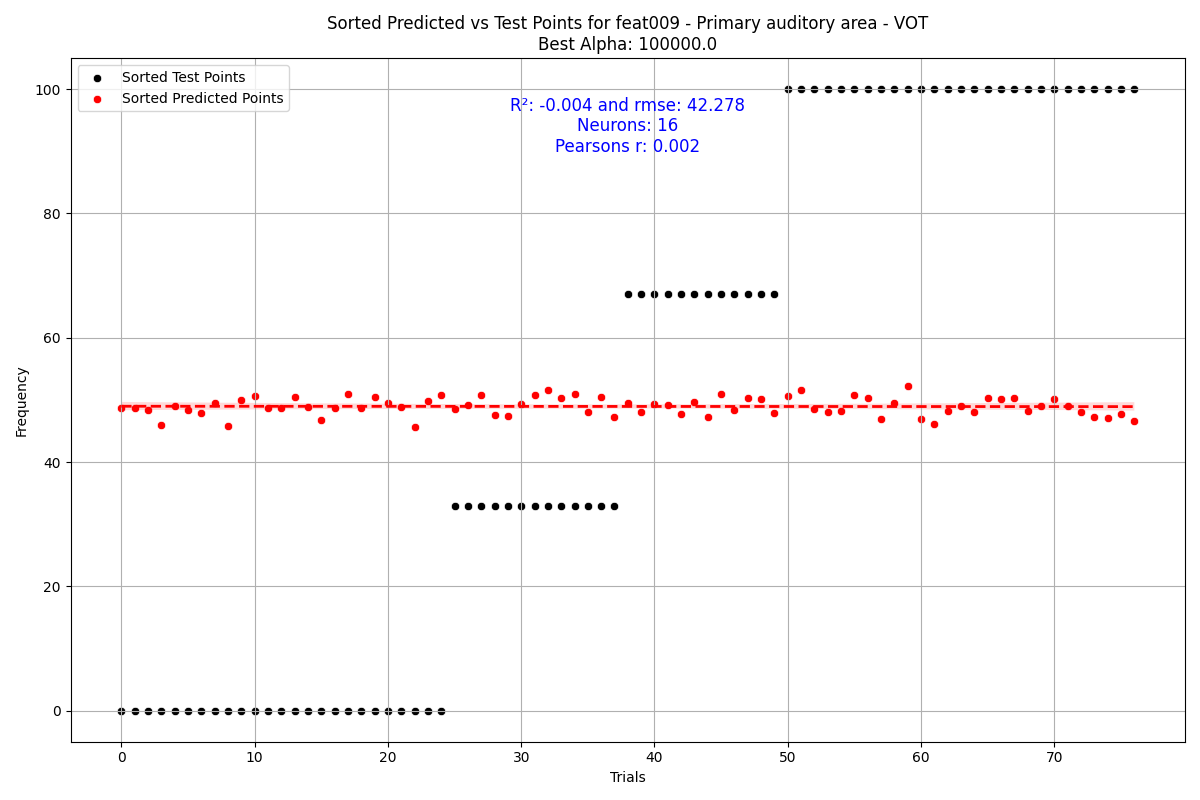 Sorted Predicted vs Test Points for feat009 - Primary auditory area - VOT
Best Alpha: 100000.0
Sorted Test Points
Sorted Predicted Points
R²: -0.004 and rmse: 42.278
Neurons: 16
Pearsons r: 0.002
Frequency
100
80
60
40
20
0
0 10 20 30 40 50 60 70
Trials